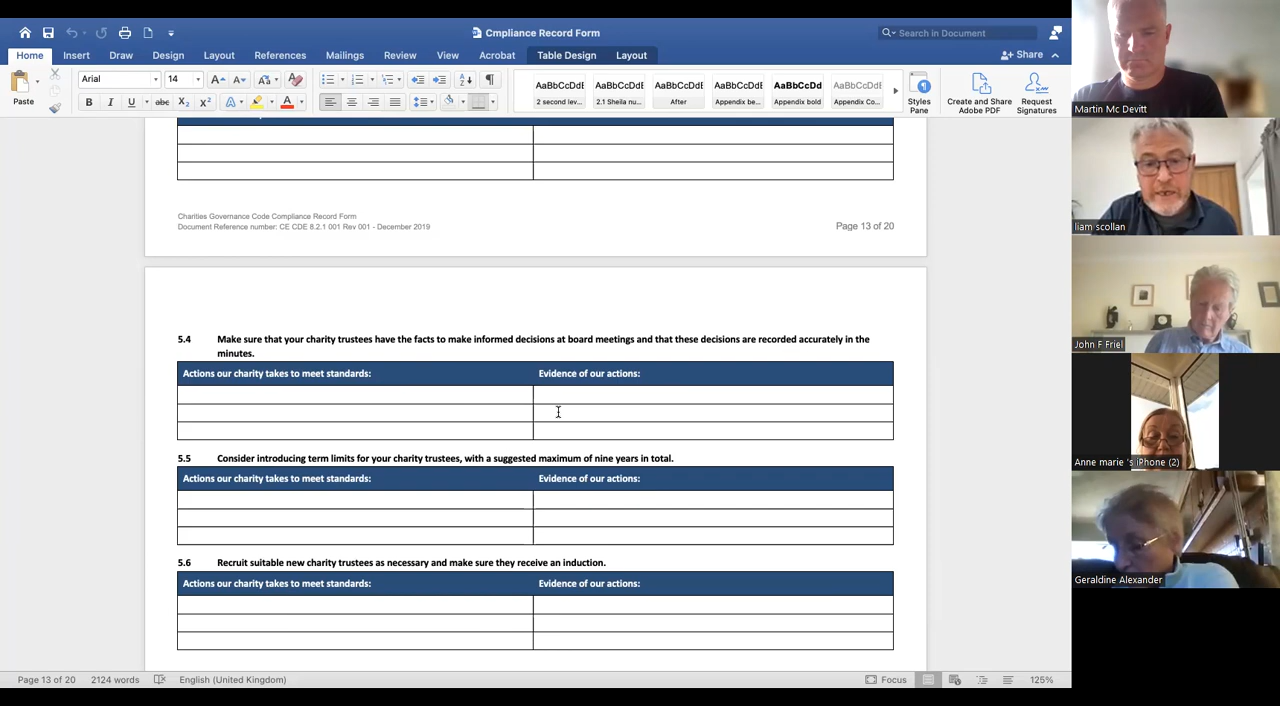 Cmpliance Record Form
Search in Document
Home Insert Draw Design Layout References Mailings Review View Acrobat Table Design Layout
Share
Paste
Arial 14
AaBbCcDdE AaBbCcDdE AaBbCcDdE AaBbCcDdE AaBbCcDd AaBbCcDdE
2 second lev... 2.1 Sheila nu... After Appendix be... Appendix bold Appendix Co...
Styles Pane
Create and Share Adobe PDF
Request Signatures
Charities Governance Code Compliance Record Form
Document Reference number: CE CDE 8.2.1 001 Rev 001 - December 2019
Page 13 of 20
5.4 Make sure that your charity trustees have the facts to make informed decisions at board meetings and that these decisions are recorded accurately in the
minutes.
Actions our charity takes to meet standards: Evidence of our actions:
5.5 Consider introducing term limits for your charity trustees, with a suggested maximum of nine years in total.
Actions our charity takes to meet standards: Evidence of our actions:
5.6 Recruit suitable new charity trustees as necessary and make sure they receive an induction.
Actions our charity takes to meet standards: Evidence of our actions:
Page 13 of 20 2124 words English (United Kingdom) Focus 125%
Martin Mc Devitt
liam scollan
John F Friel
Anne marie 's iPhone (2)
Geraldine Alexander